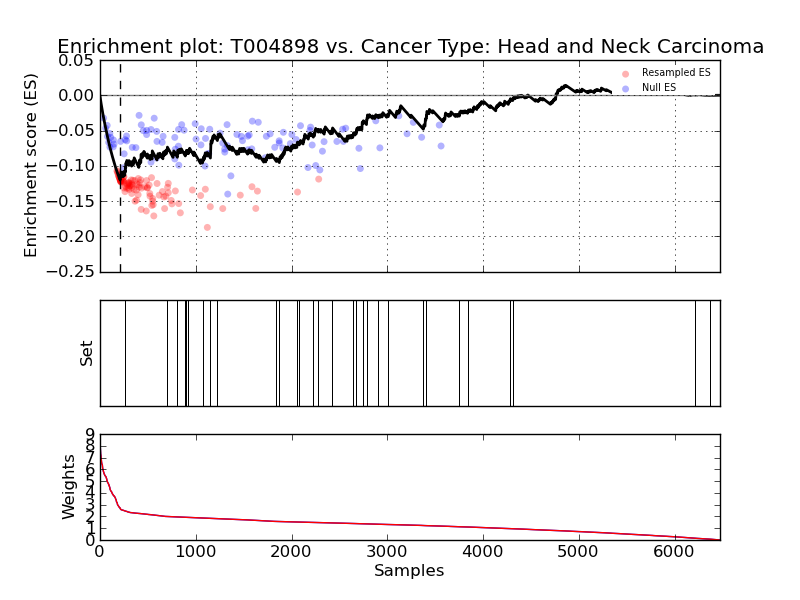 Enrichment plot: T004898 vs. Cancer Type: Head and Neck Carcinoma
Enrichment score (ES)
0.05
0.00
−0.05
−0.10
−0.15
−0.20
−0.25
Resampled ES
Null ES
Set
Weights
9
8
7
6
5
4
3
2
1
0
0 1000 2000 3000 4000 5000 6000
Samples